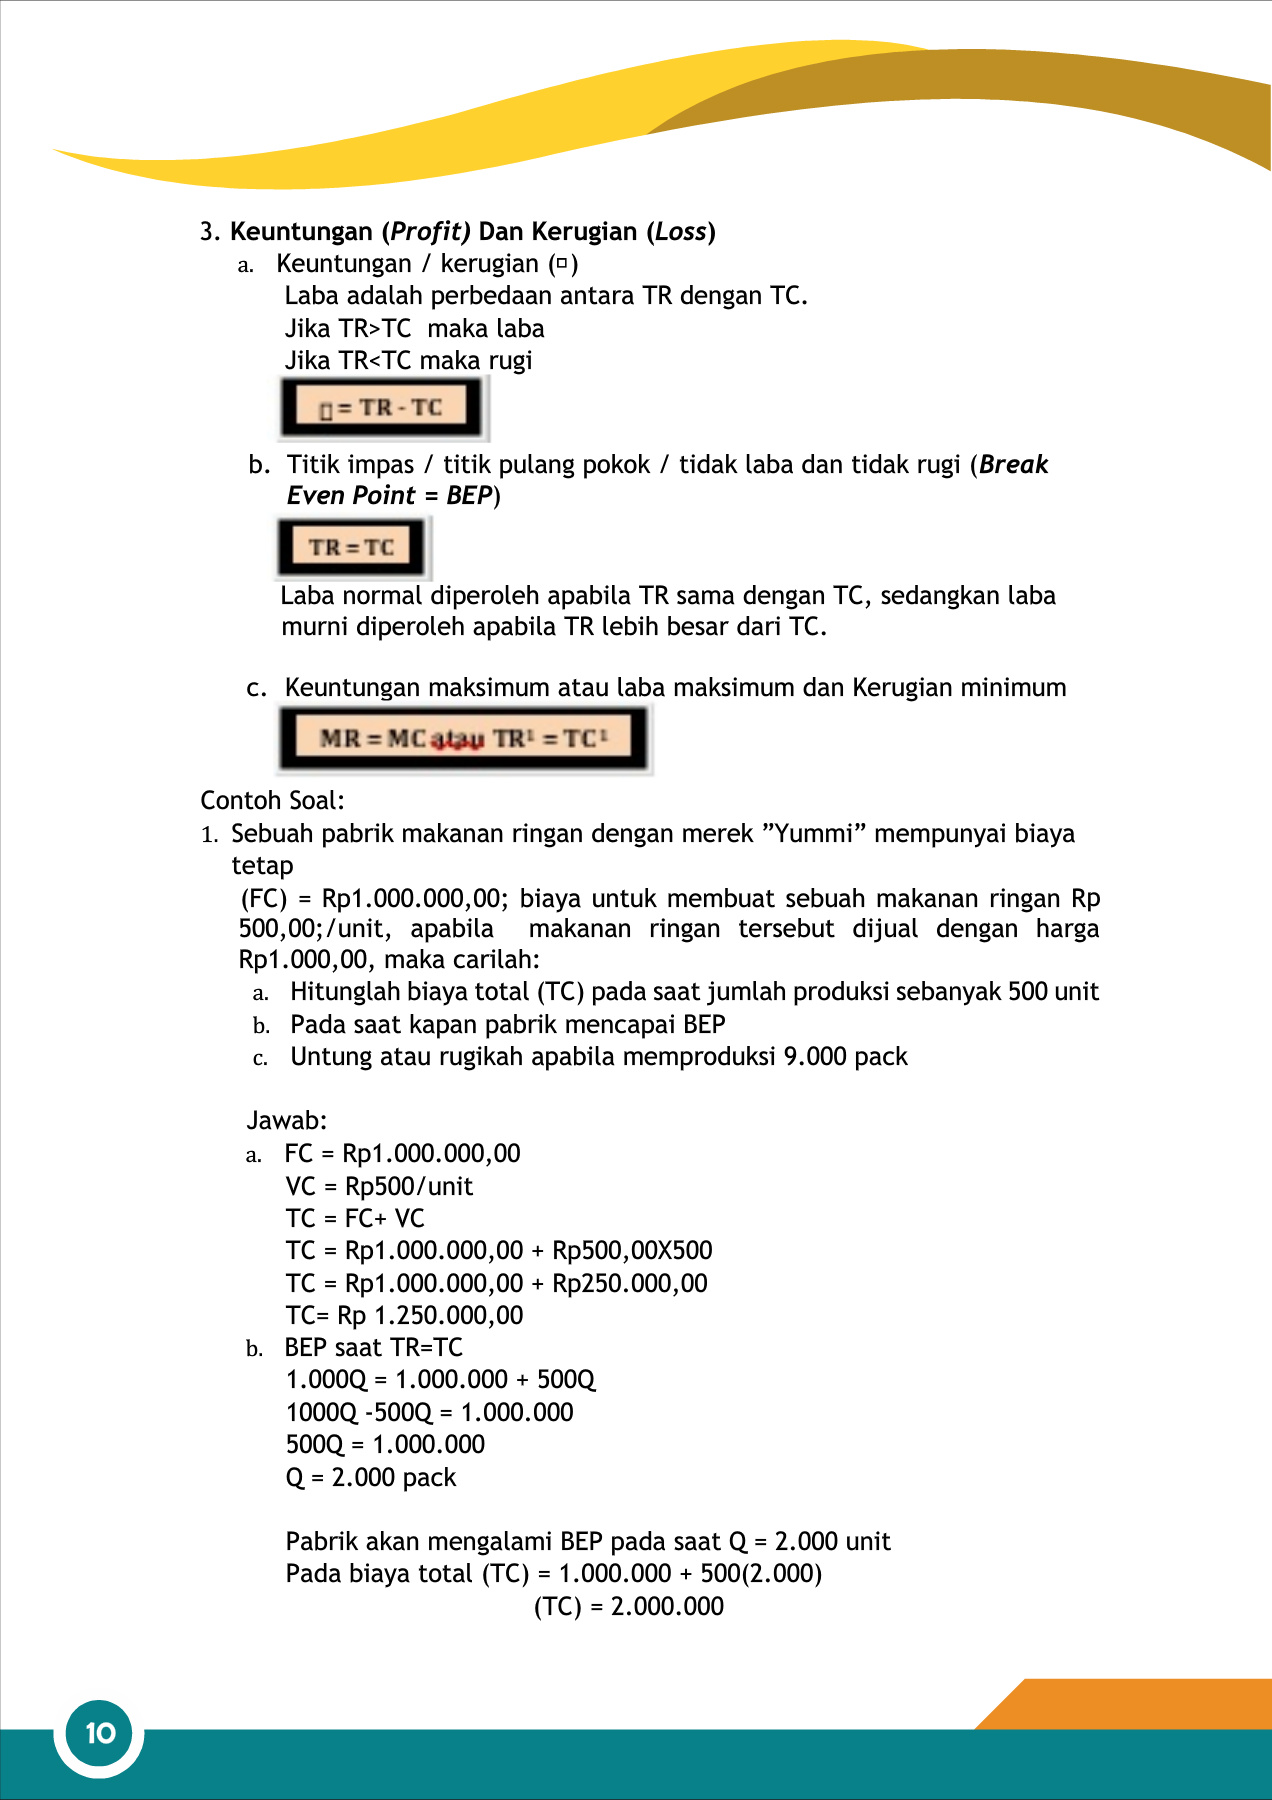 3. Keuntungan (Profit) Dan Kerugian (Loss)
a. Keuntungan / kerugian (□)
Laba adalah perbedaan antara TR dengan TC.
Jika TR>TC maka laba
Jika TR<TC maka rugi
□ = TR - TC
b. Titik impas / titik pulang pokok / tidak laba dan tidak rugi (Break
Even Point = BEP)
TR = TC
Laba normal diperoleh apabila TR sama dengan TC, sedangkan laba
murni diperoleh apabila TR lebih besar dari TC.
c. Keuntungan maksimum atau laba maksimum dan Kerugian minimum
MR = MC atau TR¹ = TC¹
Contoh Soal:
1. Sebuah pabrik makanan ringan dengan merek ”Yummi” mempunyai biaya
tetap
(FC) = Rp1.000.000,00; biaya untuk membuat sebuah makanan ringan Rp
500,00;/unit, apabila makanan ringan tersebut dijual dengan harga
Rp1.000,00, maka carilah:
a. Hitunglah biaya total (TC) pada saat jumlah produksi sebanyak 500 unit
b. Pada saat kapan pabrik mencapai BEP
c. Untung atau rugikah apabila memproduksi 9.000 pack
Jawab:
a. FC = Rp1.000.000,00
VC = Rp500/unit
TC = FC+ VC
TC = Rp1.000.000,00 + Rp500,00X500
TC = Rp1.000.000,00 + Rp250.000,00
TC= Rp 1.250.000,00
b. BEP saat TR=TC
1.000Q = 1.000.000 + 500Q
1000Q -500Q = 1.000.000
500Q = 1.000.000
Q = 2.000 pack
Pabrik akan mengalami BEP pada saat Q = 2.000 unit
Pada biaya total (TC) = 1.000.000 + 500(2.000)
(TC) = 2.000.000
10